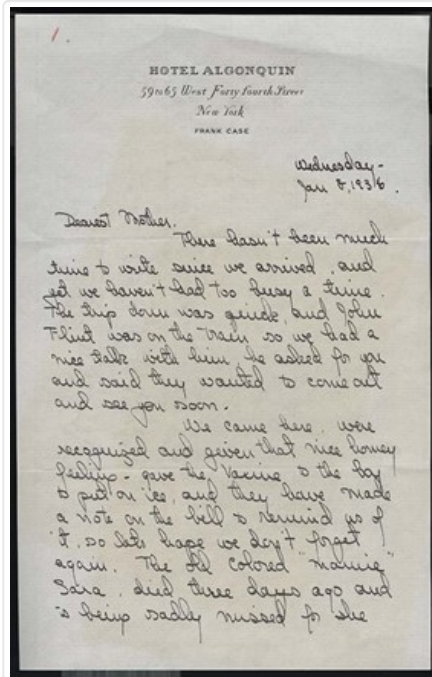 1.
HOTEL ALGONQUIN
59 to 65 West Forty fourth Street
New York
FRANK CASE
Wednesday -
Jan 8, 1936.
Dearest Mother,
There hasn't been much
time to write since we arrived, and
yet we haven't had too busy a time.
The trip down was quick, and John
Flint was on the train so we had a
nice talk with him, he asked for you
and said they wanted to come out
and see you soon.
We came here, were
recognized and given that nice homey
feeling - gave the vaccine to the boy
to put on ice, and they have made
a note on the bill to remind us of
it, so lets hope we don't forget
again. The old colored "mamie"
Sara, died three days ago and
is being sadly missed for she